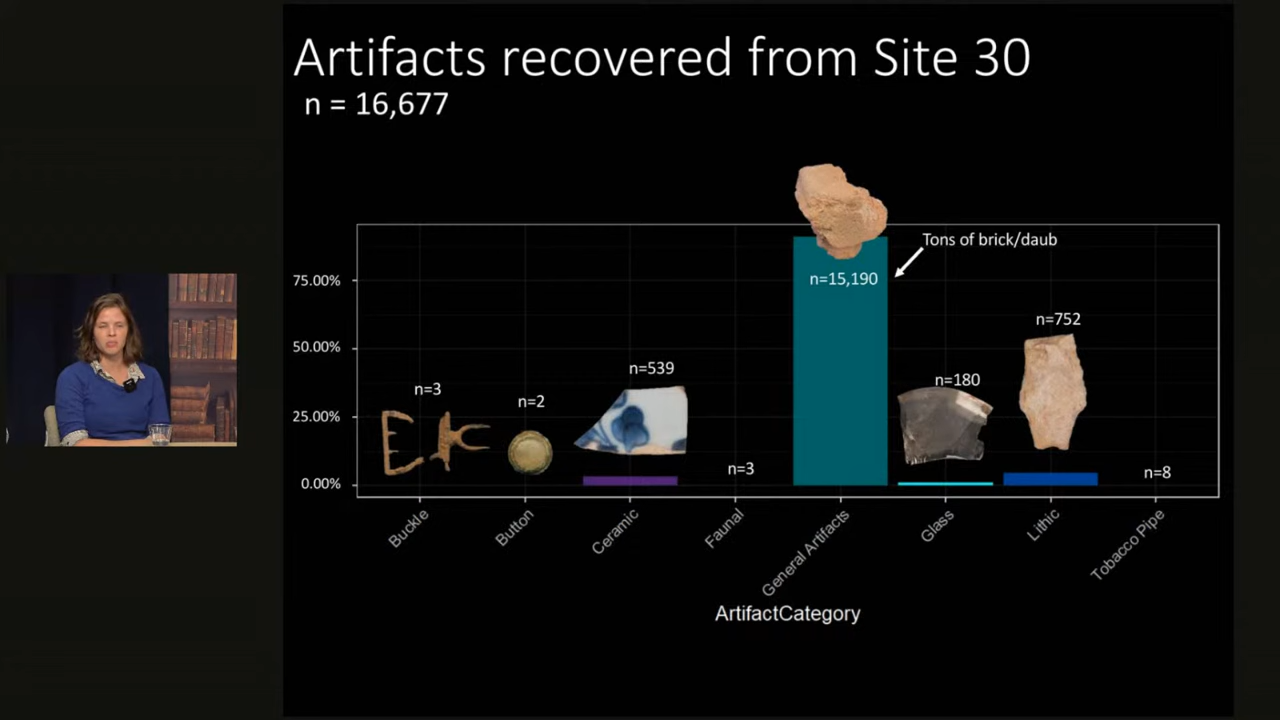 Artifacts recovered from Site 30
n = 16,677
Tons of brick/daub
75.00%
50.00%
25.00%
0.00%
n=3
n=2
n=539
n=3
n=15,190
n=180
n=752
n=8
Buckle
Button
Ceramic
Faunal
General Artifacts
Glass
Lithic
Tobacco Pipe
ArtifactCategory